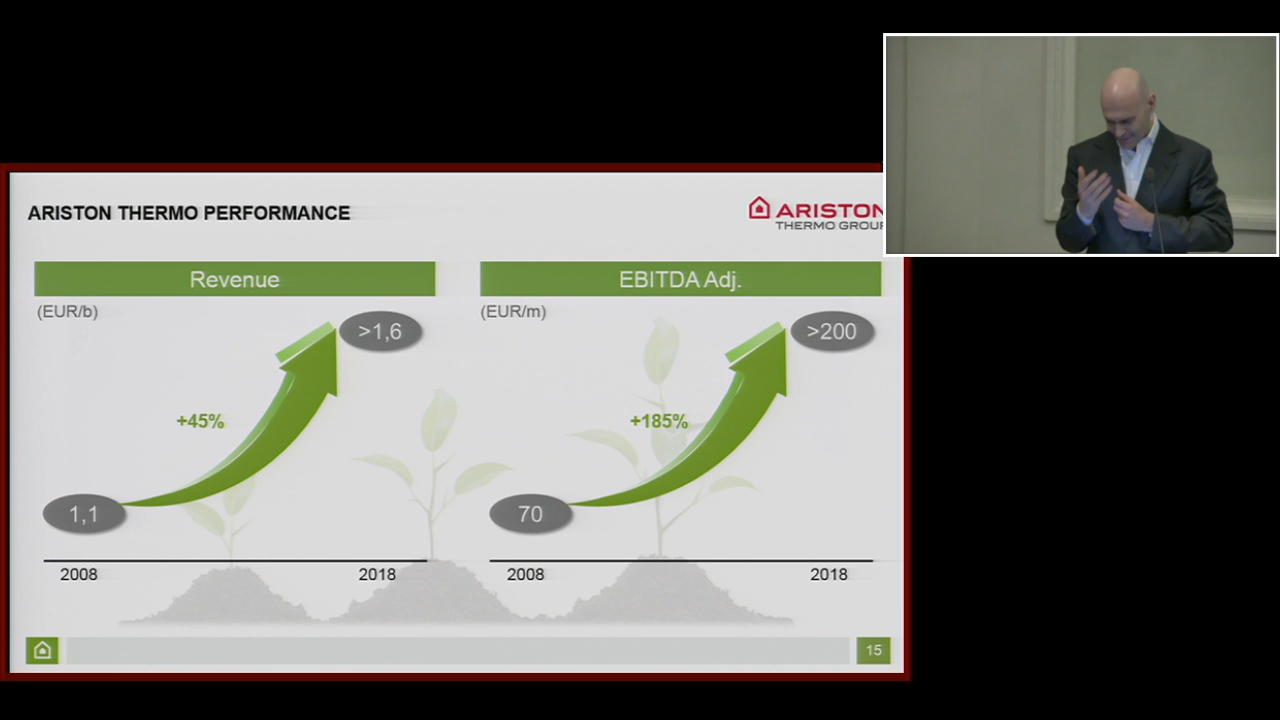 ARISTON THERMO PERFORMANCE
ARISTON
THERMO GROUP
Revenue
EBITDA Adj.
(EUR/b)
(EUR/m)
>1,6
>200
+45%
+185%
1,1
70
2008
2018
2008
2018
15